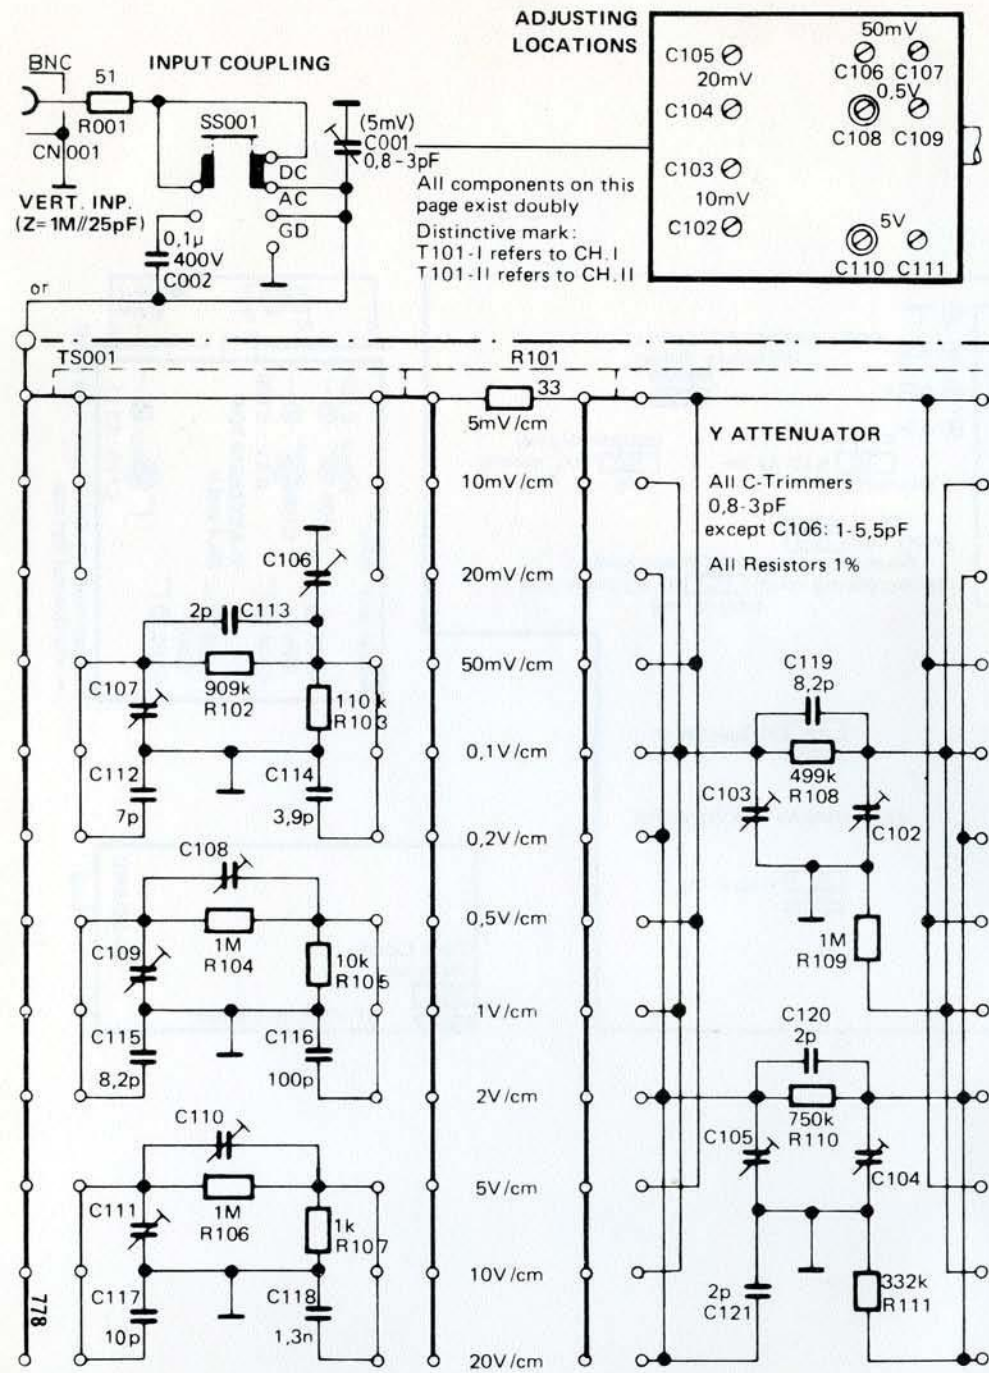 ADJUSTING
LOCATIONS
BNC
51
INPUT COUPLING
R001
SS001
CN 001
VERT. INP.
(Z=1M//25pF)
DC
AC
GD
0,1µ
400V
C002
or
(5mV)
C001
0,8-3pF
All components on this
page exist doubly
Distinctive mark:
T101-I refers to CH.I
T101-II refers to CH.II
C105
20mV
C104
C103
10mV
C102
50mV
C106
C107
0,5V
C108
C109
5V
C110
C111
TS001
R101
33
5mV/cm
10mV/cm
20mV/cm
50mV/cm
0,1V/cm
0,2V/cm
0,5V/cm
1V/cm
2V/cm
5V/cm
10V/cm
20V/cm
Y ATTENUATOR
All C-Trimmers
0,8-3pF
except C106: 1-5,5pF
All Resistors 1%
C106
2p
C113
C107
909k
R102
110k
R103
C112
7p
C114
3,9p
C108
C109
1M
R104
10k
R105
C115
8,2p
C116
100p
C110
C111
1M
R106
1k
R107
C117
10p
C118
1,3n
C119
8,2p
499k
R108
C103
C102
1M
R109
C120
2p
750k
R110
C105
C104
2p
C121
332k
R111
778